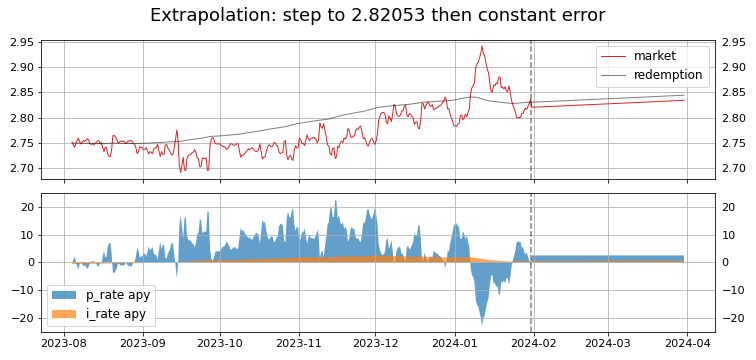 Extrapolation: step to 2.82053 then constant error
2.95 2.95
2.90 2.90
2.85 2.85
2.80 2.80
2.75 2.75
2.70 2.70
market
redemption
20 20
10 10
0 0
−10 −10
−20 −20
p_rate apy
i_rate apy
2023-08 2023-09 2023-10 2023-11 2023-12 2024-01 2024-02 2024-03 2024-04